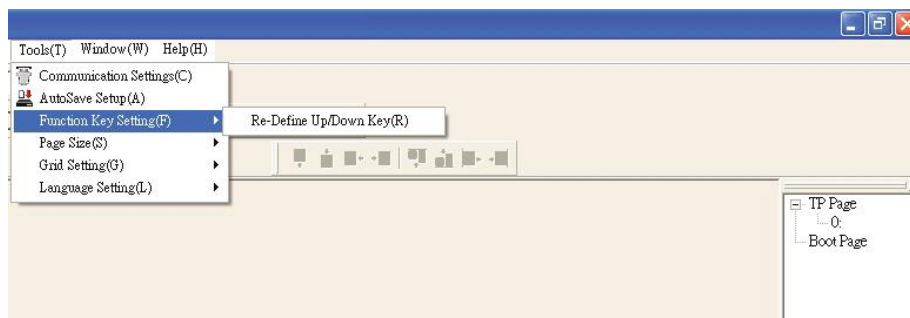 Tools(T) Window(W) Help(H)
Communication Settings(C)
AutoSave Setup(A)
Function Key Setting(F)
Re-Define Up/Down Key(R)
Page Size(S)
Grid Setting(G)
Language Setting(L)
TP Page
0:
Boot Page